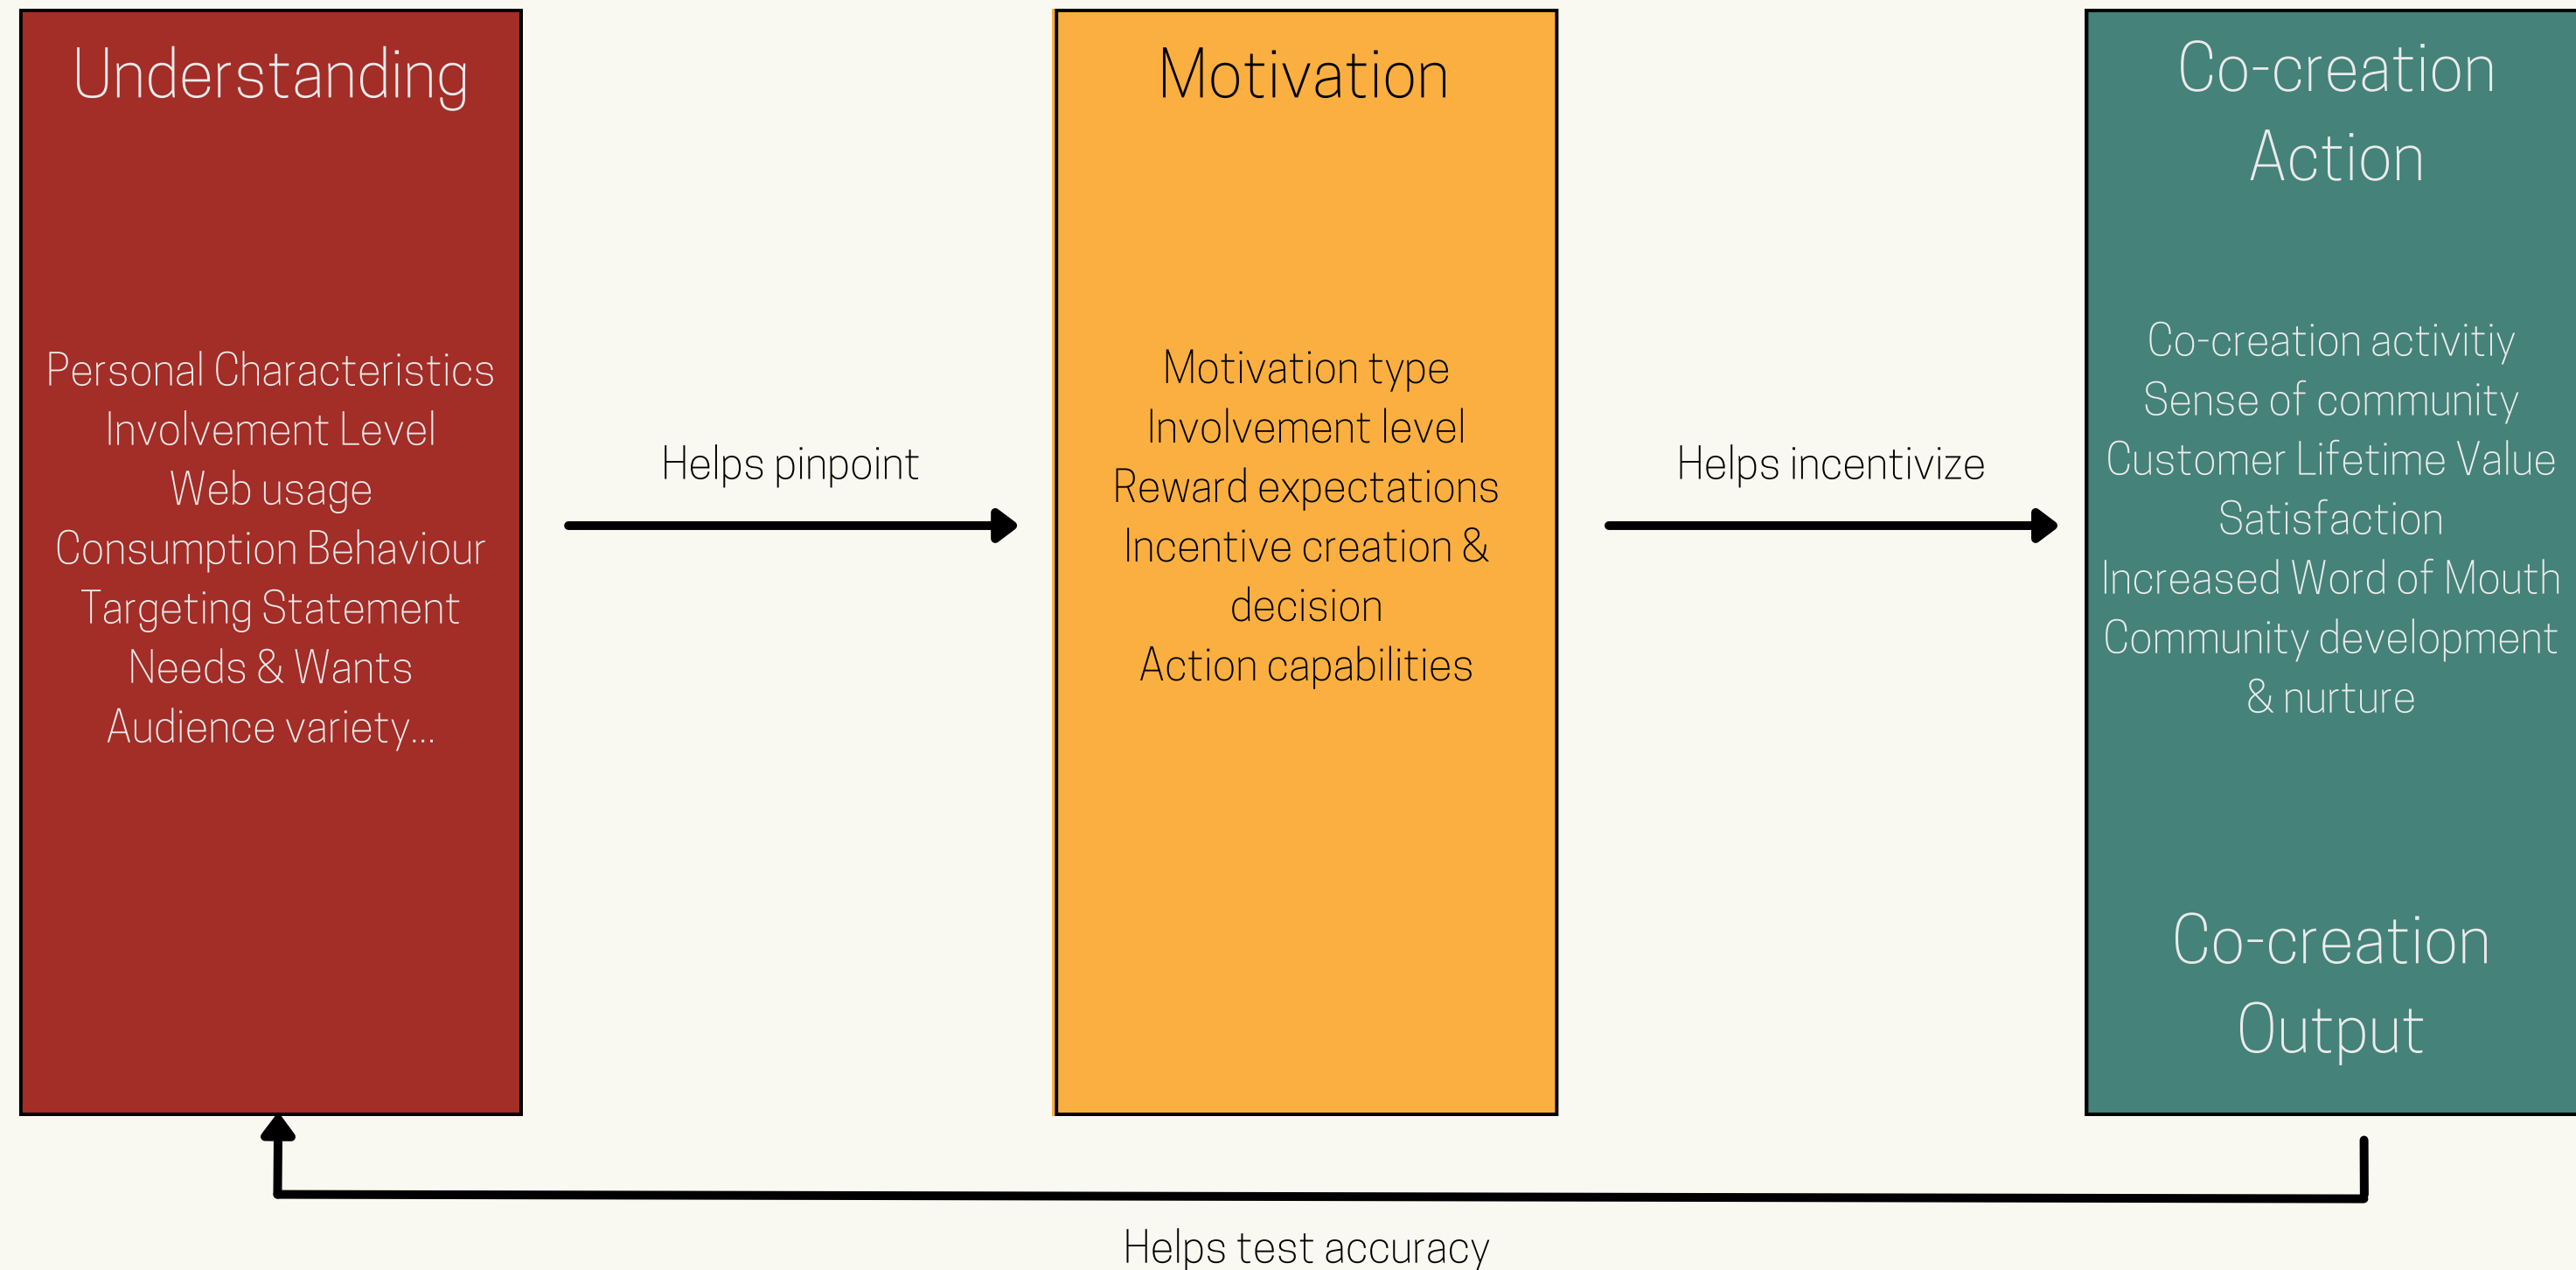 Understanding
Personal Characteristics
Involvement Level
Web usage
Consumption Behaviour
Targeting Statement
Needs & Wants
Audience variety...
Helps pinpoint
Motivation
Motivation type
Involvement level
Reward expectations
Incentive creation &
decision
Action capabilities
Helps incentivize
Co-creation
Action
Co-creation activitiy
Sense of community
Customer Lifetime Value
Satisfaction
Increased Word of Mouth
Community development
& nurture
Co-creation
Output
Helps test accuracy